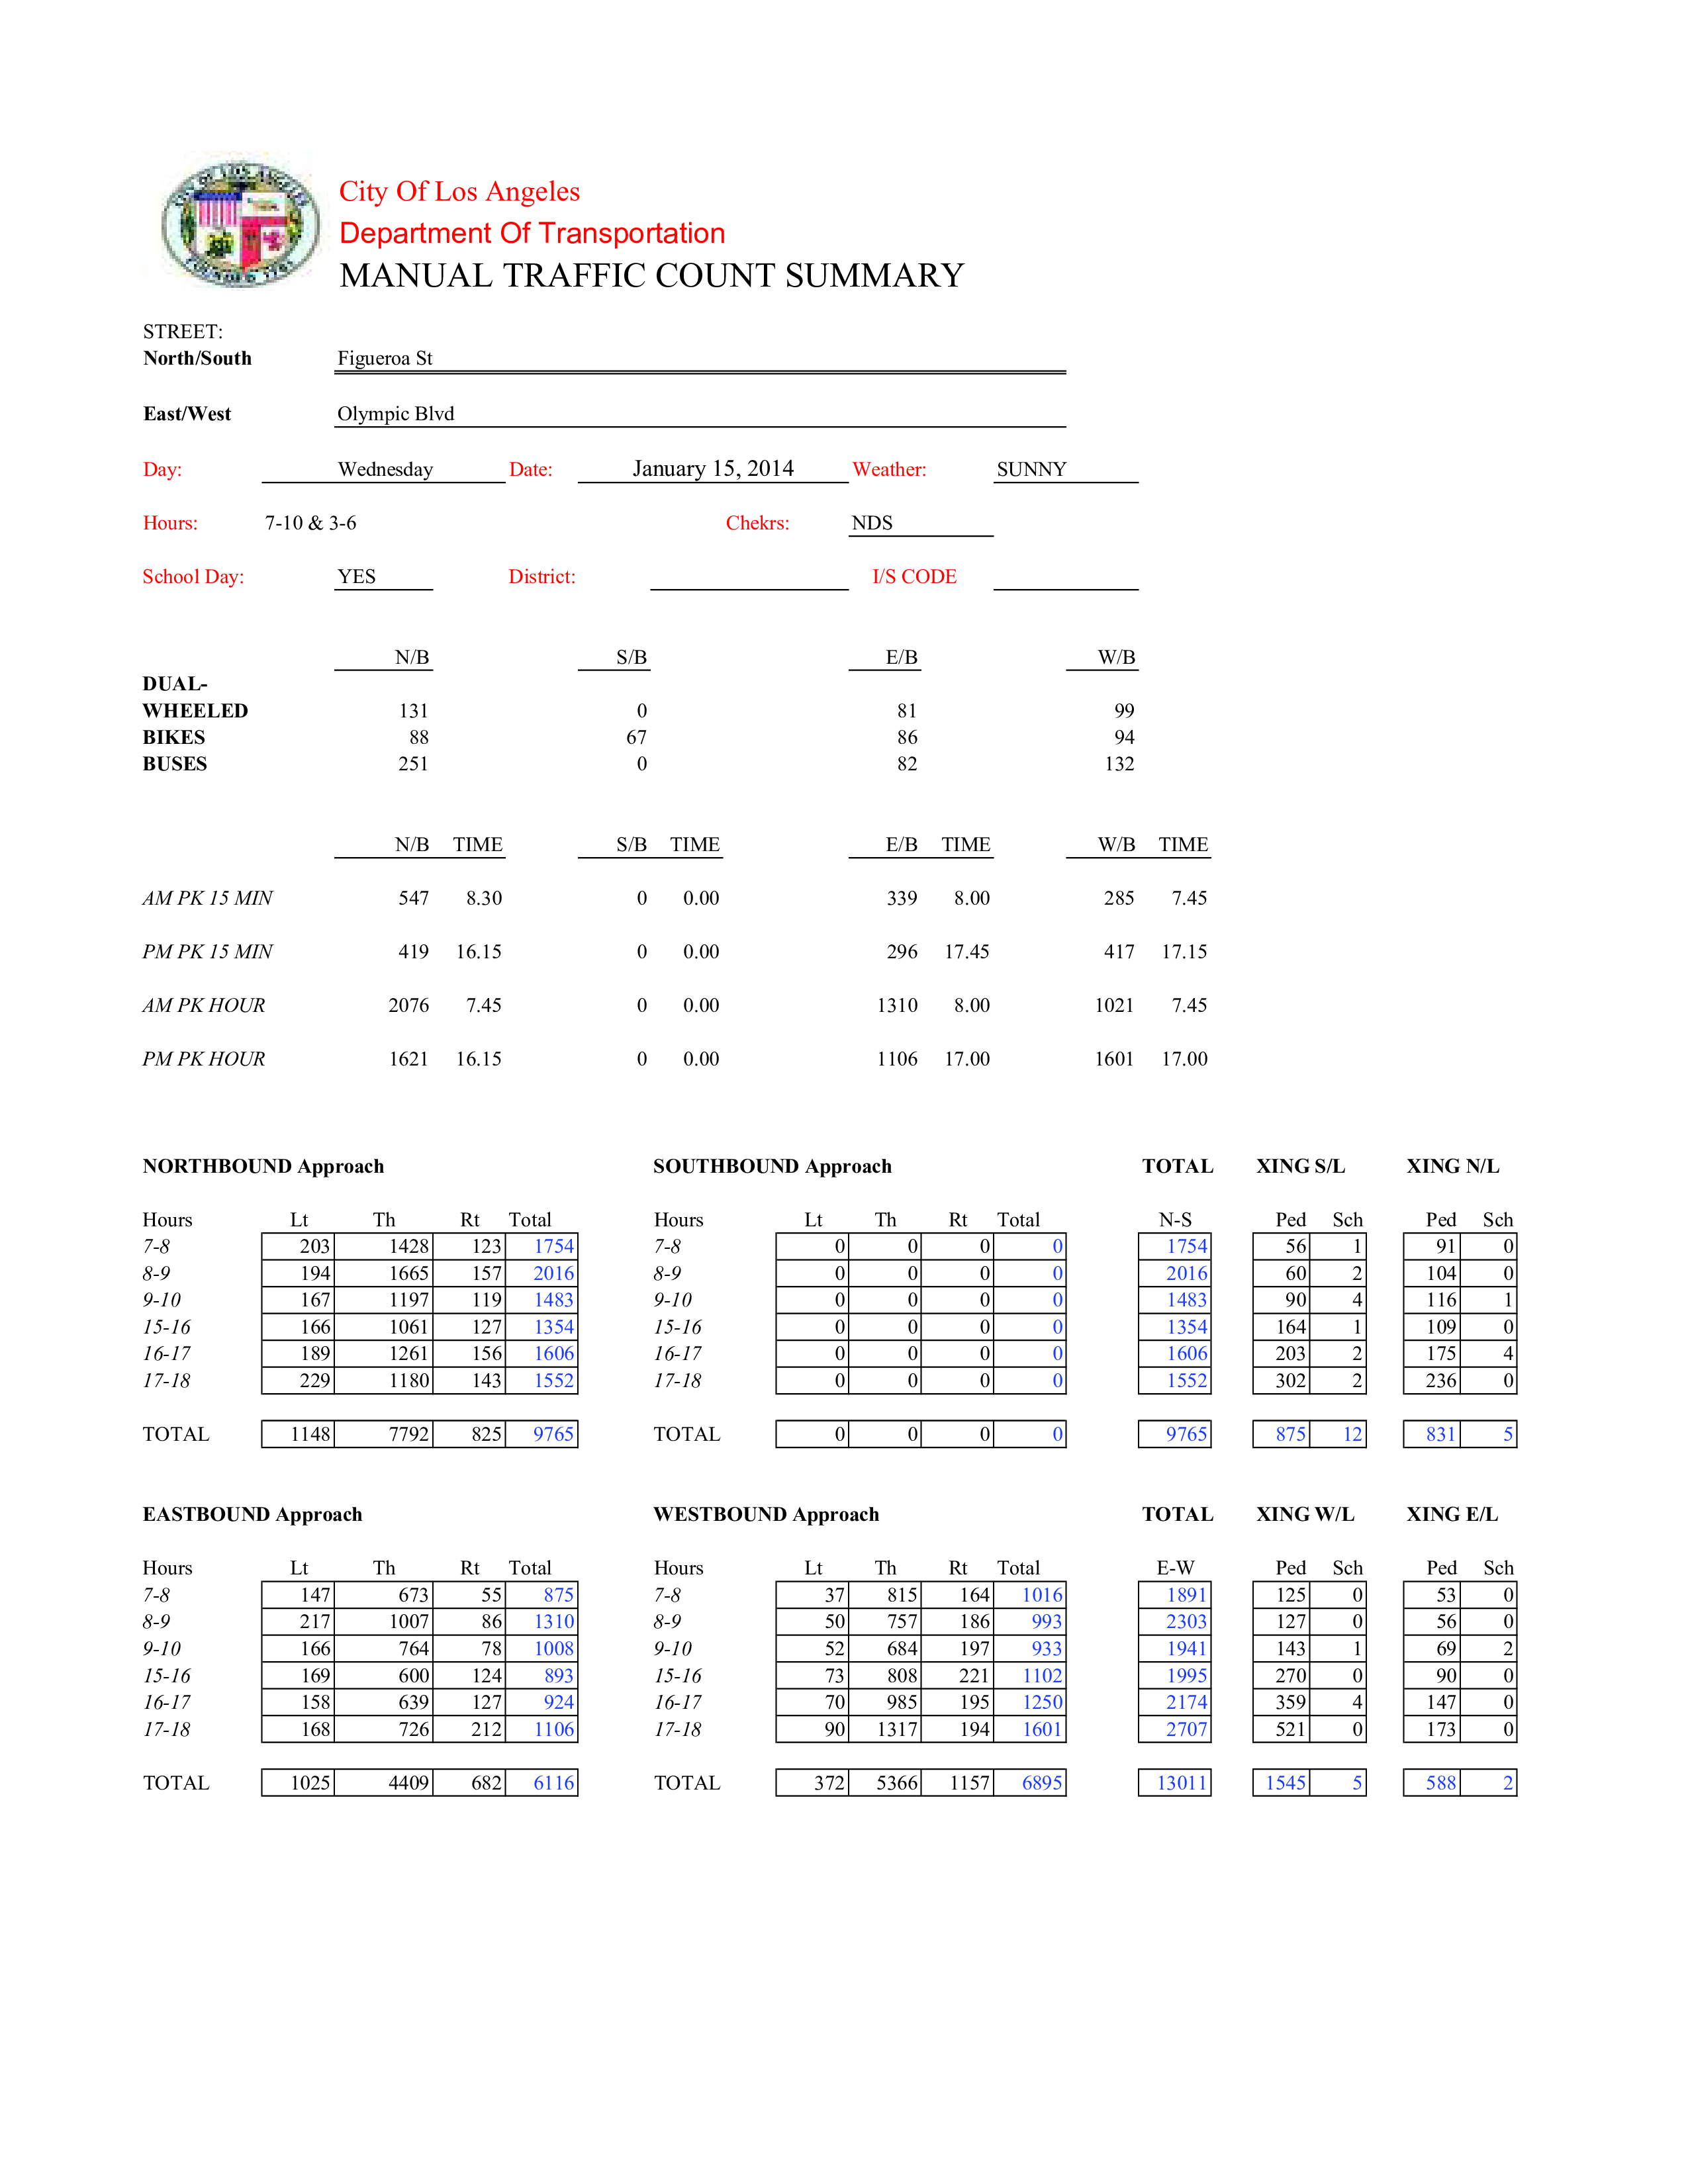 CITY OF LOS ANGELES
FOUNDED 1781
City Of Los Angeles
Department Of Transportation
MANUAL TRAFFIC COUNT SUMMARY
STREET:
North/South Figueroa St
East/West Olympic Blvd
Day: Wednesday Date: January 15, 2014 Weather: SUNNY
Hours: 7-10 & 3-6 Chekrs: NDS
School Day: YES District: I/S CODE
N/B S/B E/B W/B
DUAL-
WHEELED 131 0 81 99
BIKES 88 67 86 94
BUSES 251 0 82 132
N/B TIME S/B TIME E/B TIME W/B TIME
AM PK 15 MIN 547 8.30 0 0.00 339 8.00 285 7.45
PM PK 15 MIN 419 16.15 0 0.00 296 17.45 417 17.15
AM PK HOUR 2076 7.45 0 0.00 1310 8.00 1021 7.45
PM PK HOUR 1621 16.15 0 0.00 1106 17.00 1601 17.00
NORTHBOUND Approach SOUTHBOUND Approach TOTAL XING S/L XING N/L
Hours Lt Th Rt Total Hours Lt Th Rt Total N-S Ped Sch Ped Sch
7-8 203 1428 123 1754 7-8 0 0 0 0 1754 56 1 91 0
8-9 194 1665 157 2016 8-9 0 0 0 0 2016 60 2 104 0
9-10 167 1197 119 1483 9-10 0 0 0 0 1483 90 4 116 1
15-16 166 1061 127 1354 15-16 0 0 0 0 1354 164 1 109 0
16-17 189 1261 156 1606 16-17 0 0 0 0 1606 203 2 175 4
17-18 229 1180 143 1552 17-18 0 0 0 0 1552 302 2 236 0
TOTAL 1148 7792 825 9765 TOTAL 0 0 0 0 9765 875 12 831 5
EASTBOUND Approach WESTBOUND Approach TOTAL XING W/L XING E/L
Hours Lt Th Rt Total Hours Lt Th Rt Total E-W Ped Sch Ped Sch
7-8 147 673 55 875 7-8 37 815 164 1016 1891 125 0 53 0
8-9 217 1007 86 1310 8-9 50 757 186 993 2303 127 0 56 0
9-10 166 764 78 1008 9-10 52 684 197 933 1941 143 1 69 2
15-16 169 600 124 893 15-16 73 808 221 1102 1995 270 0 90 0
16-17 158 639 127 924 16-17 70 985 195 1250 2174 359 4 147 0
17-18 168 726 212 1106 17-18 90 1317 194 1601 2707 521 0 173 0
TOTAL 1025 4409 682 6116 TOTAL 372 5366 1157 6895 13011 1545 5 588 2